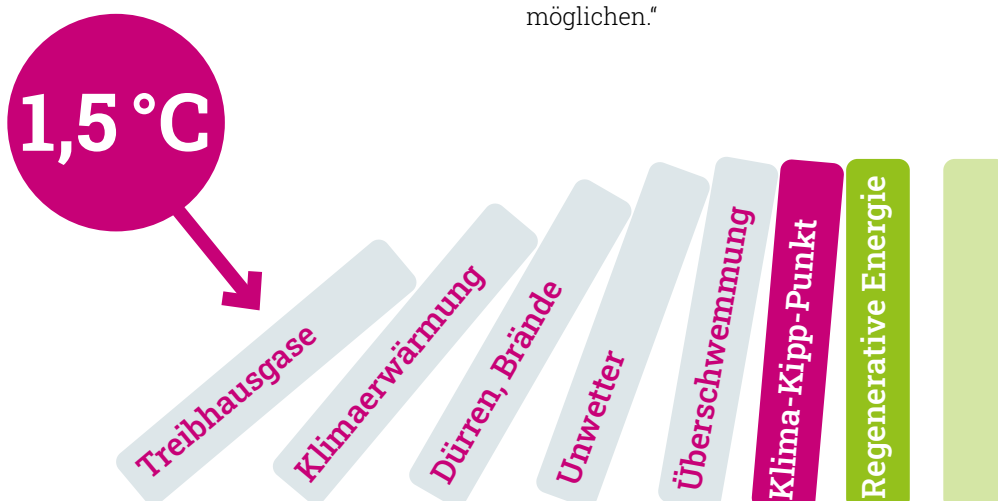 möglichen.“
1,5 °C
Treibhausgase
Klimaerwärmung
Dürren, Brände
Unwetter
Überschwemmung
Klima-Kipp-Punkt
Regenerative Energie